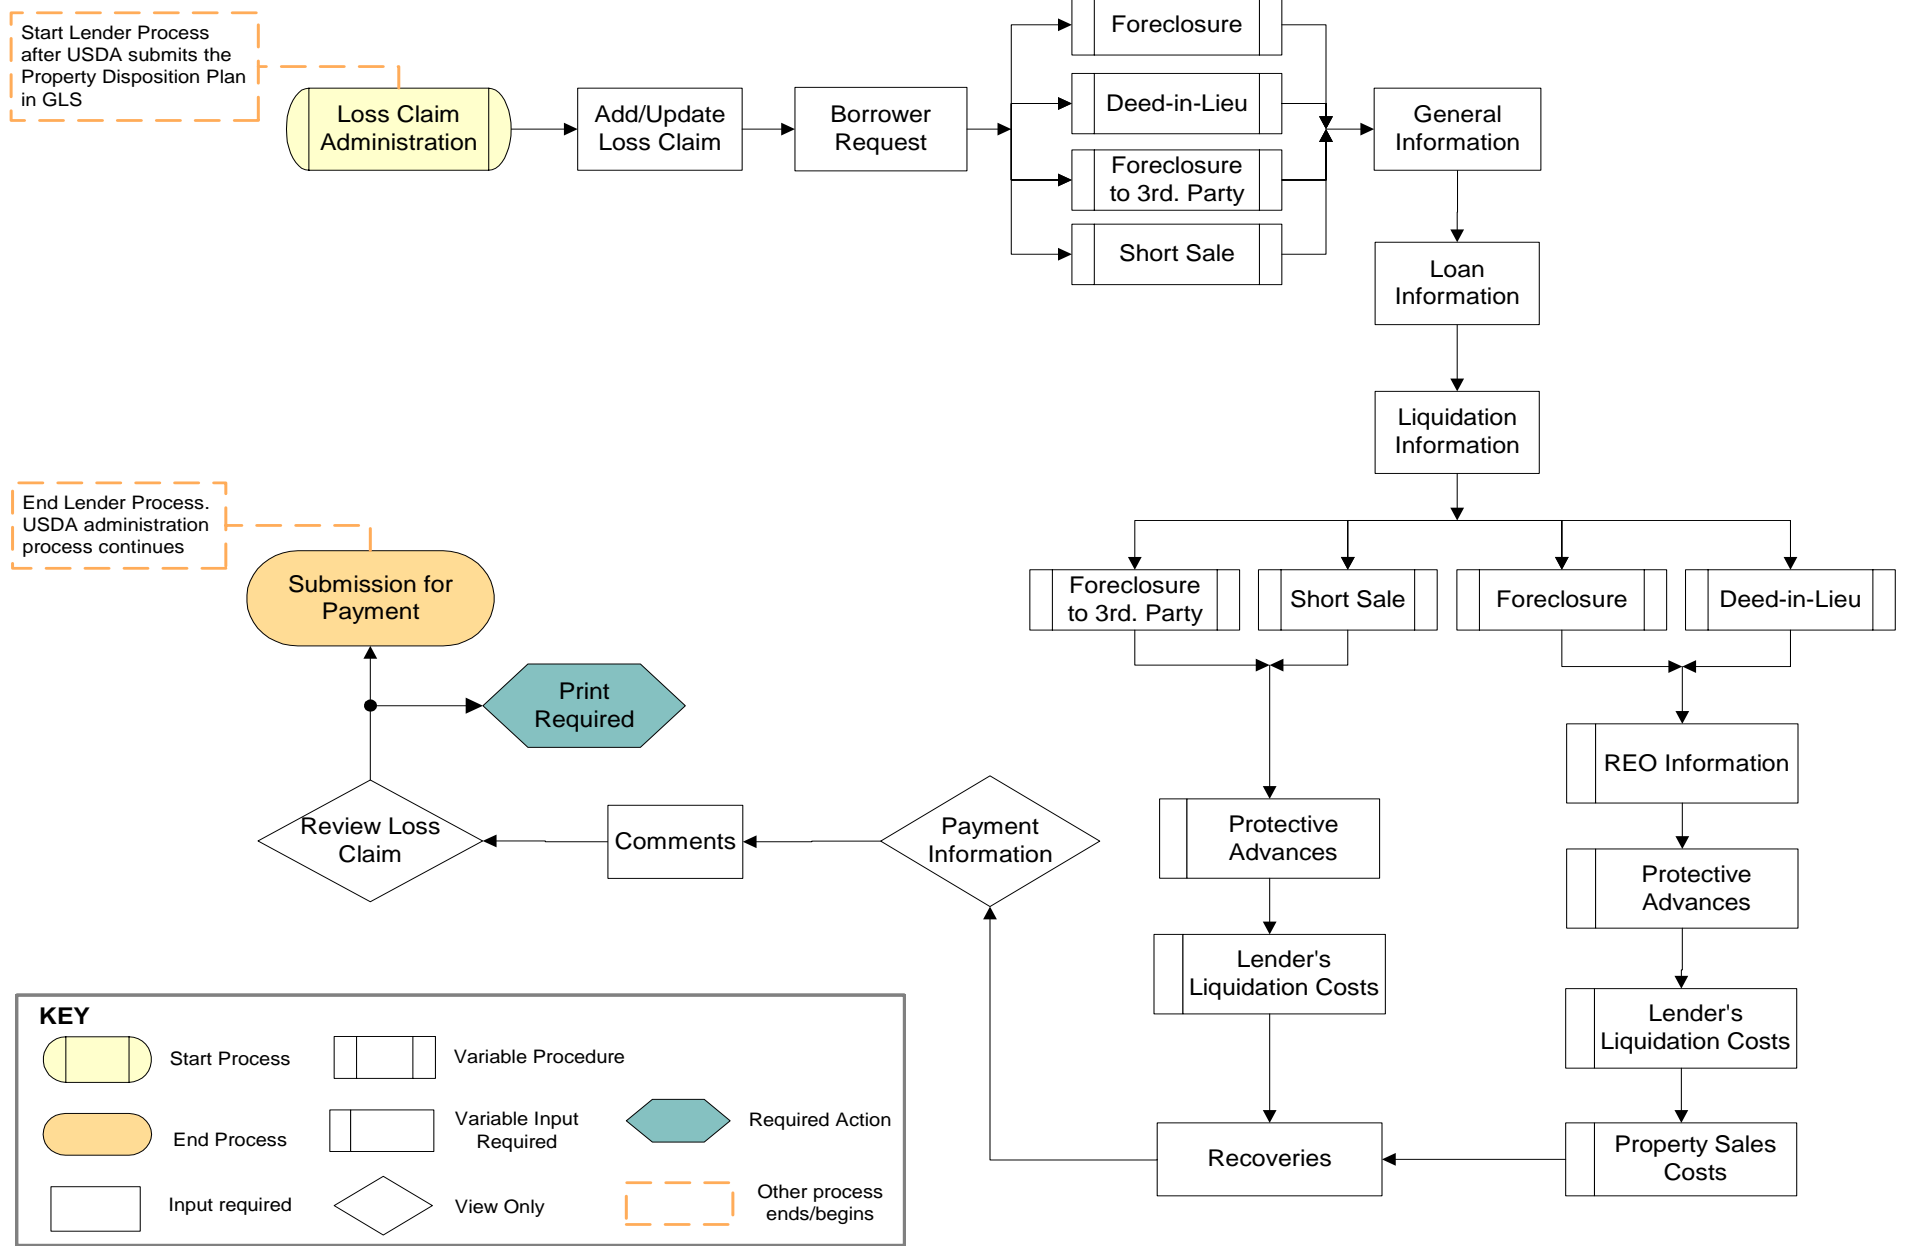 Start Lender Process
after USDA submits the
Property Disposition Plan
in GLS
Loss Claim
Administration
Add/Update
Loss Claim
Borrower
Request
Foreclosure
Deed-in-Lieu
Foreclosure
to 3rd. Party
Short Sale
General
Information
Loan
Information
Liquidation
Information
Foreclosure
to 3rd. Party
Short Sale
Foreclosure
Deed-in-Lieu
REO Information
Protective
Advances
Lender's
Liquidation Costs
Property Sales
Costs
Protective
Advances
Lender's
Liquidation Costs
Recoveries
Payment
Information
Comments
Review Loss
Claim
Print
Required
Submission for
Payment
End Lender Process.
USDA administration
process continues
KEY
Start Process
End Process
Input required
Variable Procedure
Variable Input
Required
View Only
Required Action
Other process
ends/begins